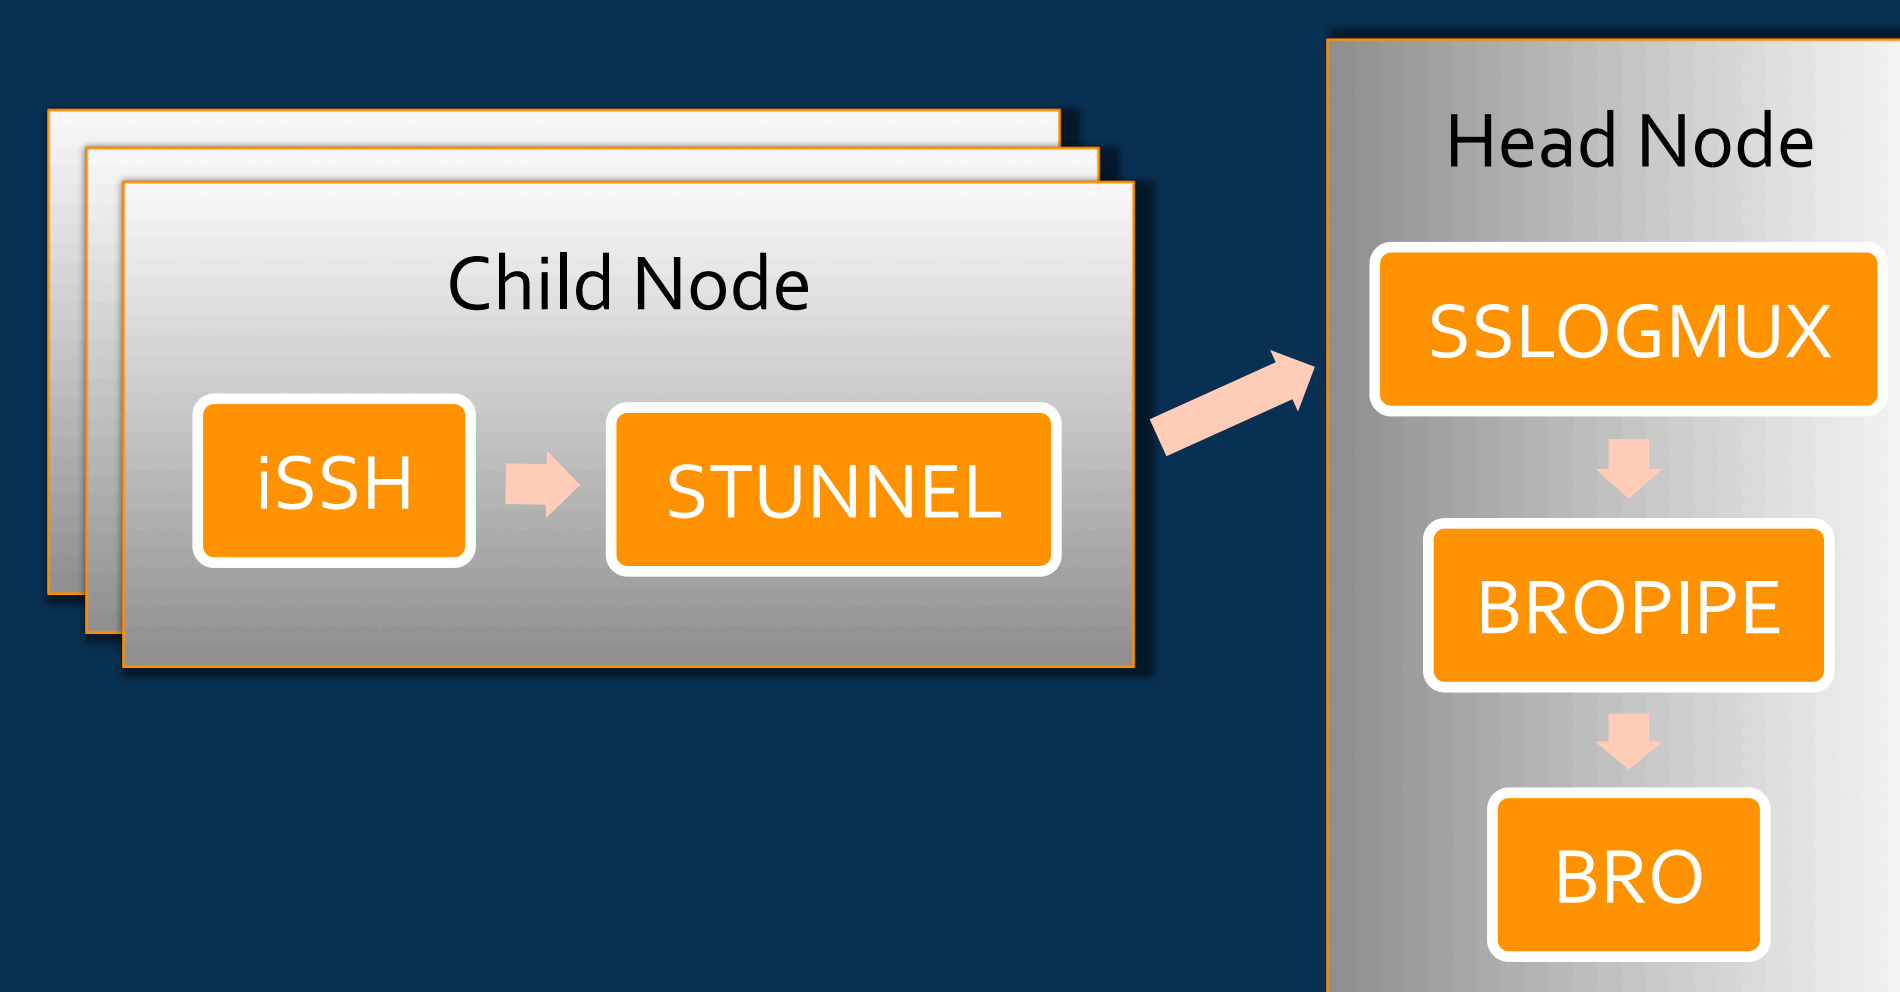 Child Node
iSSH
STUNNEL
Head Node
SSLOGMUX
BROPIPE
BRO